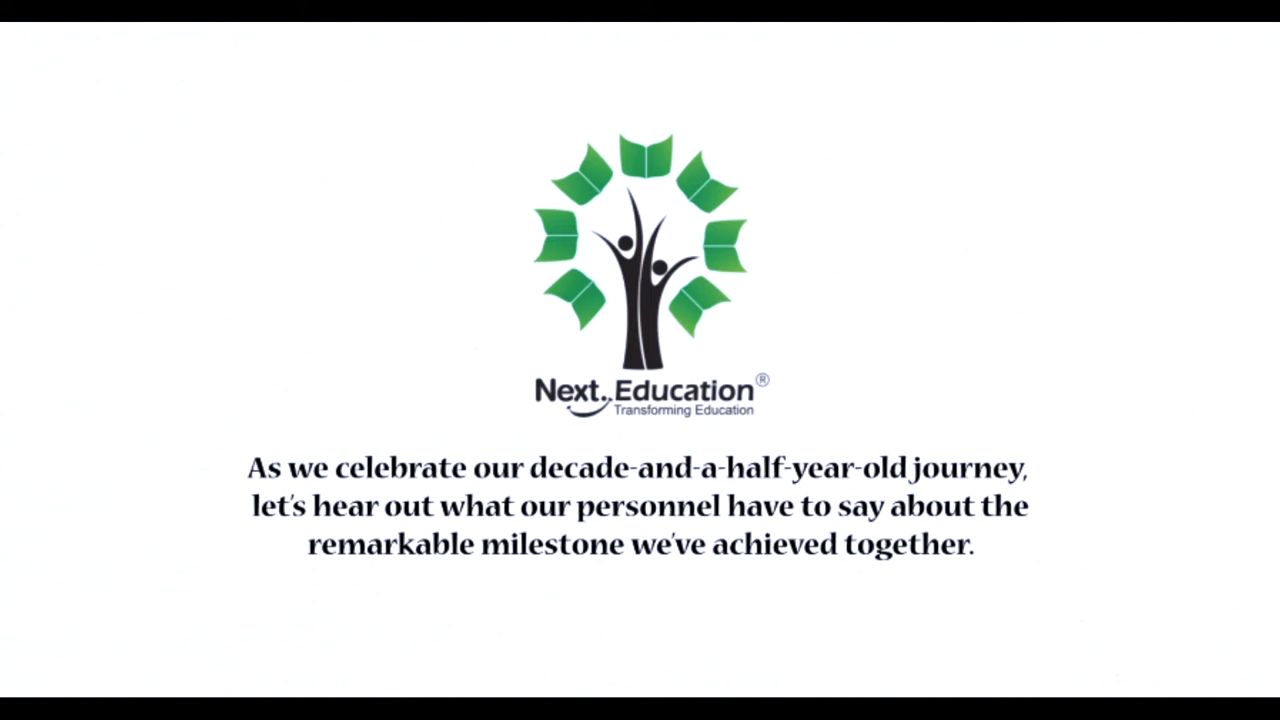 Next Education®
Transforming Education
As we celebrate our decade-and-a-half-year-old journey,
let's hear out what our personnel have to say about the
remarkable milestone we've achieved together.